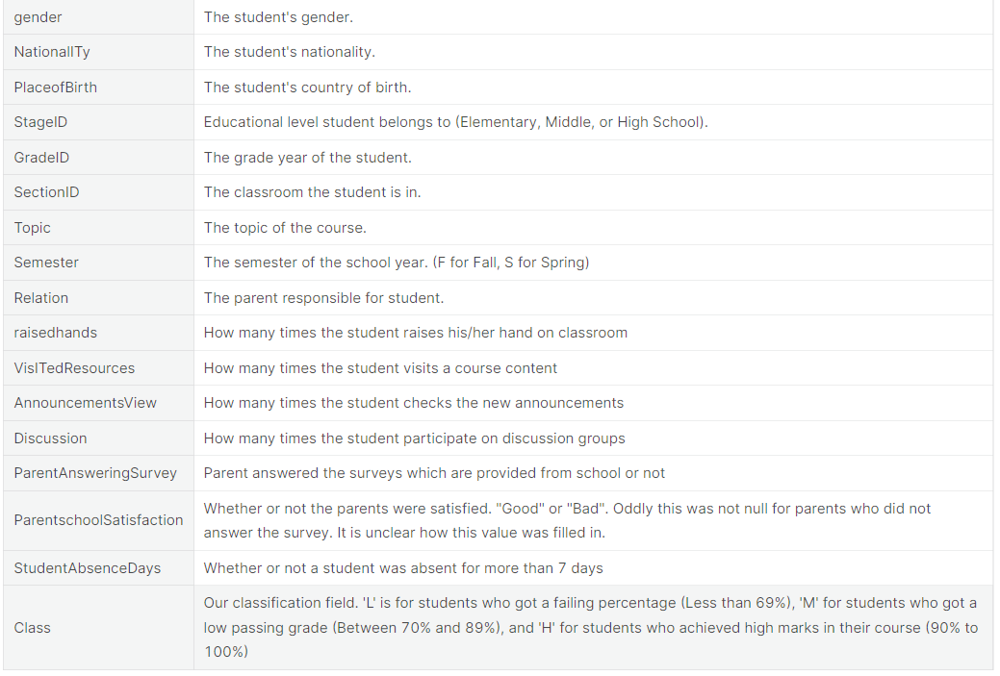 gender The student's gender.
NationalITy The student's nationality.
PlaceofBirth The student's country of birth.
StageID Educational level student belongs to (Elementary, Middle, or High School).
GradeID The grade year of the student.
SectionID The classroom the student is in.
Topic The topic of the course.
Semester The semester of the school year. (F for Fall, S for Spring)
Relation The parent responsible for student.
raisedhands How many times the student raises his/her hand on classroom
VisITedResources How many times the student visits a course content
AnnouncementsView How many times the student checks the new announcements
Discussion How many times the student participate on discussion groups
ParentAnsweringSurvey Parent answered the surveys which are provided from school or not
ParentschoolSatisfaction Whether or not the parents were satisfied. "Good" or "Bad". Oddly this was not null for parents who did not
answer the survey. It is unclear how this value was filled in.
StudentAbsenceDays Whether or not a student was absent for more than 7 days
Class Our classification field. 'L' is for students who got a failing percentage (Less than 69%), 'M' for students who got a
low passing grade (Between 70% and 89%), and 'H' for students who achieved high marks in their course (90% to
100%)